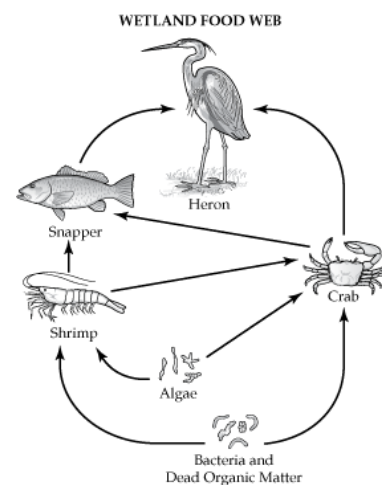 WETLAND FOOD WEB
Heron
Snapper
Crab
Shrimp
Algae
Bacteria and
Dead Organic Matter